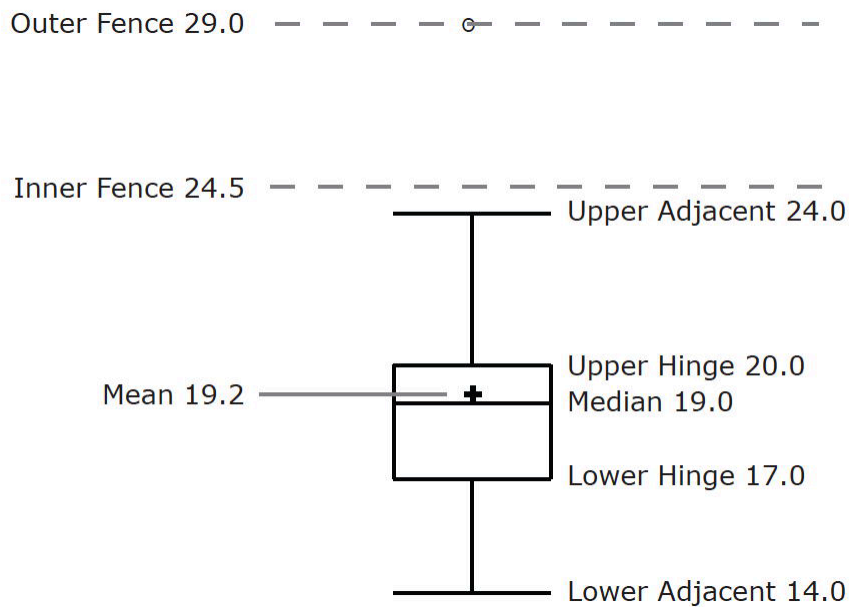 Outer Fence 29.0
Inner Fence 24.5
Upper Adjacent 24.0
Upper Hinge 20.0
Mean 19.2
Median 19.0
Lower Hinge 17.0
Lower Adjacent 14.0